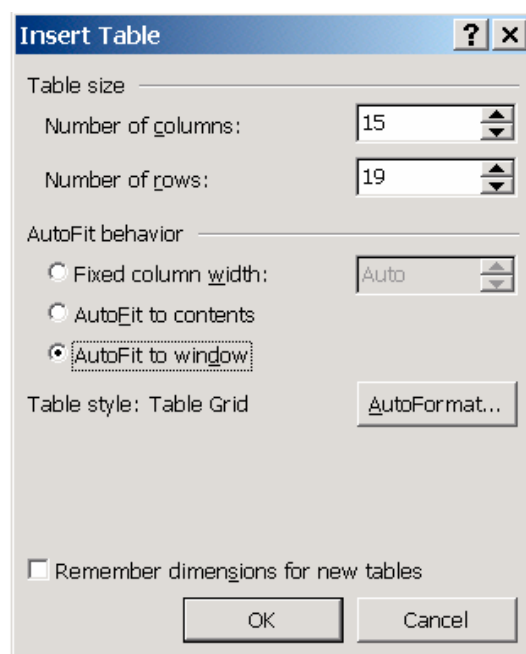 Insert Table
Table size
Number of columns: 15
Number of rows: 19
AutoFit behavior
Fixed column width: Auto
AutoFit to contents
AutoFit to window
Table style: Table Grid AutoFormat...
Remember dimensions for new tables
OK Cancel